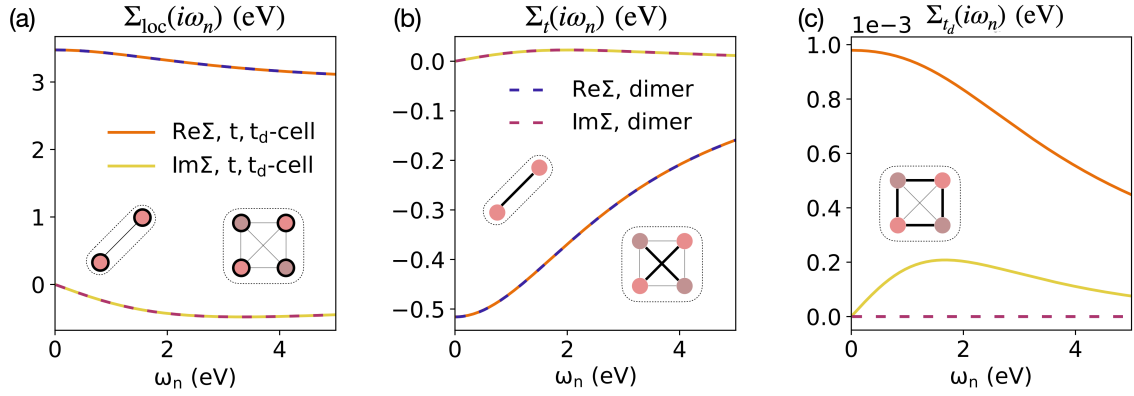 (a) Σloc(iωn) (eV)
3
2
1
0
0 2 4
ωn (eV)
ReΣ, t, td-cell
ImΣ, t, td-cell
(b) Σt(iωn) (eV)
0.0
−0.1
−0.2
−0.3
−0.4
−0.5
0 2 4
ωn (eV)
ReΣ, dimer
ImΣ, dimer
(c) Σtd(iωn) (eV)
1e−3
1.0
0.8
0.6
0.4
0.2
0.0
0 2 4
ωn (eV)